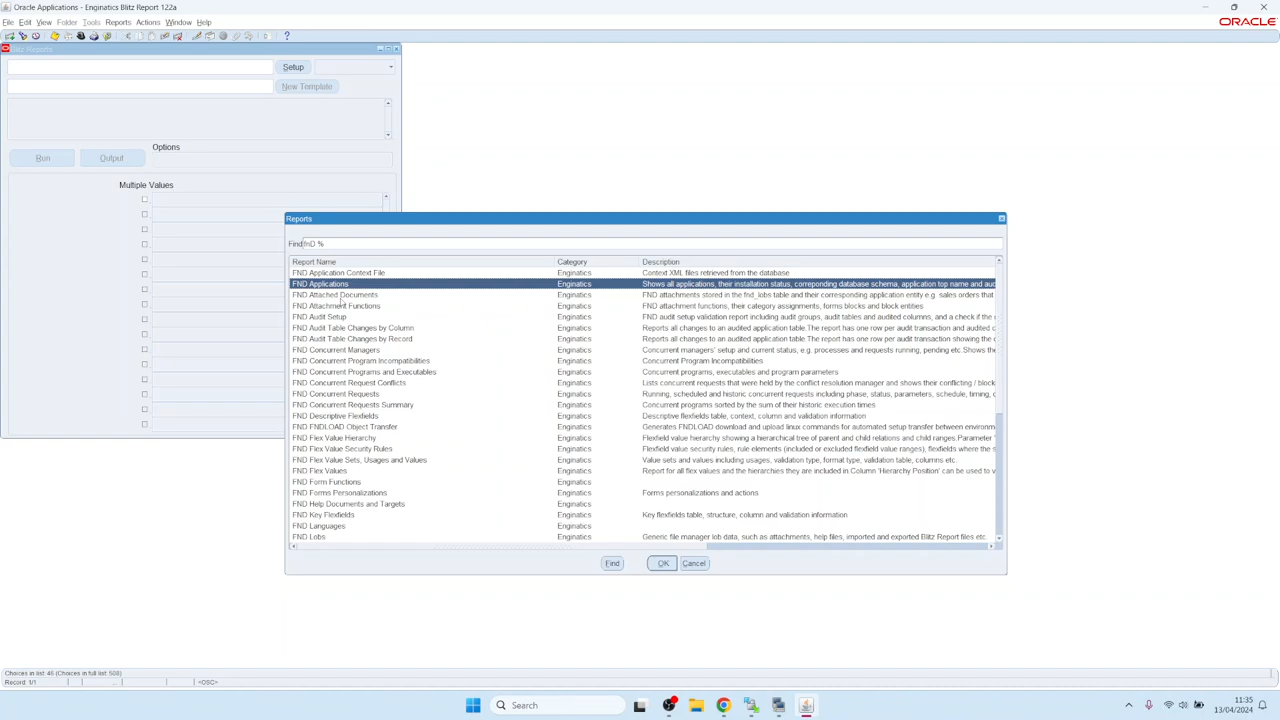 Oracle Applications - Enginatics Blitz Report 122a
File Edit View Folder Tools Reports Actions Window Help
ORACLE
Blitz Reports
Setup
New Template
Options
Run Output
Multiple Values
Reports
Find fnD %
Report Name Category Description
FND Application Context File Enginatics Context XML files retrieved from the database
FND Applications Enginatics Shows all applications, their installation status, correponding database schema, application top name and aud
FND Attached Documents Enginatics FND attachments stored in the fnd_lobs table and their corresponding application entity e.g. sales orders that
FND Attachment Functions Enginatics FND attachment functions, their category assignments, forms blocks and block entities
FND Audit Setup Enginatics FND audit setup validation report including audit groups, audit tables and audited columns, and a check if the c
FND Audit Table Changes by Column Enginatics Reports all changes to an audited application table.The report has one row per audit transaction and audited c
FND Audit Table Changes by Record Enginatics Reports all changes to an audited application table.The report has one row per audit transaction showing the
FND Concurrent Managers Enginatics Concurrent managers' setup and current status, e.g. processes and requests running, pending etc.Shows the
FND Concurrent Program Incompatibilities Enginatics Concurrent Program Incompatibilities
FND Concurrent Programs and Executables Enginatics Concurrent programs, executables and program parameters
FND Concurrent Request Conflicts Enginatics Lists concurrent requests that were held by the conflict resolution manager and shows their conflicting / block
FND Concurrent Requests Enginatics Running, scheduled and historic concurrent requests including phase, status, parameters, schedule, timing, c
FND Concurrent Requests Summary Enginatics Concurrent programs sorted by the sum of their historic execution times
FND Descriptive Flexfields Enginatics Descriptive flexfields table, context, column and validation information
FND FNDLOAD Object Transfer Enginatics Generates FNDLOAD download and upload linux commands for automated setup transfer between environm
FND Flex Value Hierarchy Enginatics Flexfield value hierarchy showing a hierarchical tree of parent and child relations and child ranges.Parameter '
FND Flex Value Security Rules Enginatics Flexfield value security rules, rule elements (included or excluded flexfield value ranges), flexfields where the s
FND Flex Value Sets, Usages and Values Enginatics Value sets and values including usages, validation type, format type, validation table, columns etc.
FND Flex Values Enginatics Report for all flex values and the hierarchies they are included in Column 'Hierarchy Position' can be used to v
FND Form Functions Enginatics
FND Forms Personalizations Enginatics Forms personalizations and actions
FND Help Documents and Targets Enginatics
FND Key Flexfields Enginatics Key flexfields table, structure, column and validation information
FND Languages Enginatics
FND Lobs Enginatics Generic file manager lob data, such as attachments, help files, imported and exported Blitz Report files etc.
Find OK Cancel
Choices in list: 46 (Choices in full list: 508)
Record: 1/1 ... <OSC>
Search
11:35
13/04/2024